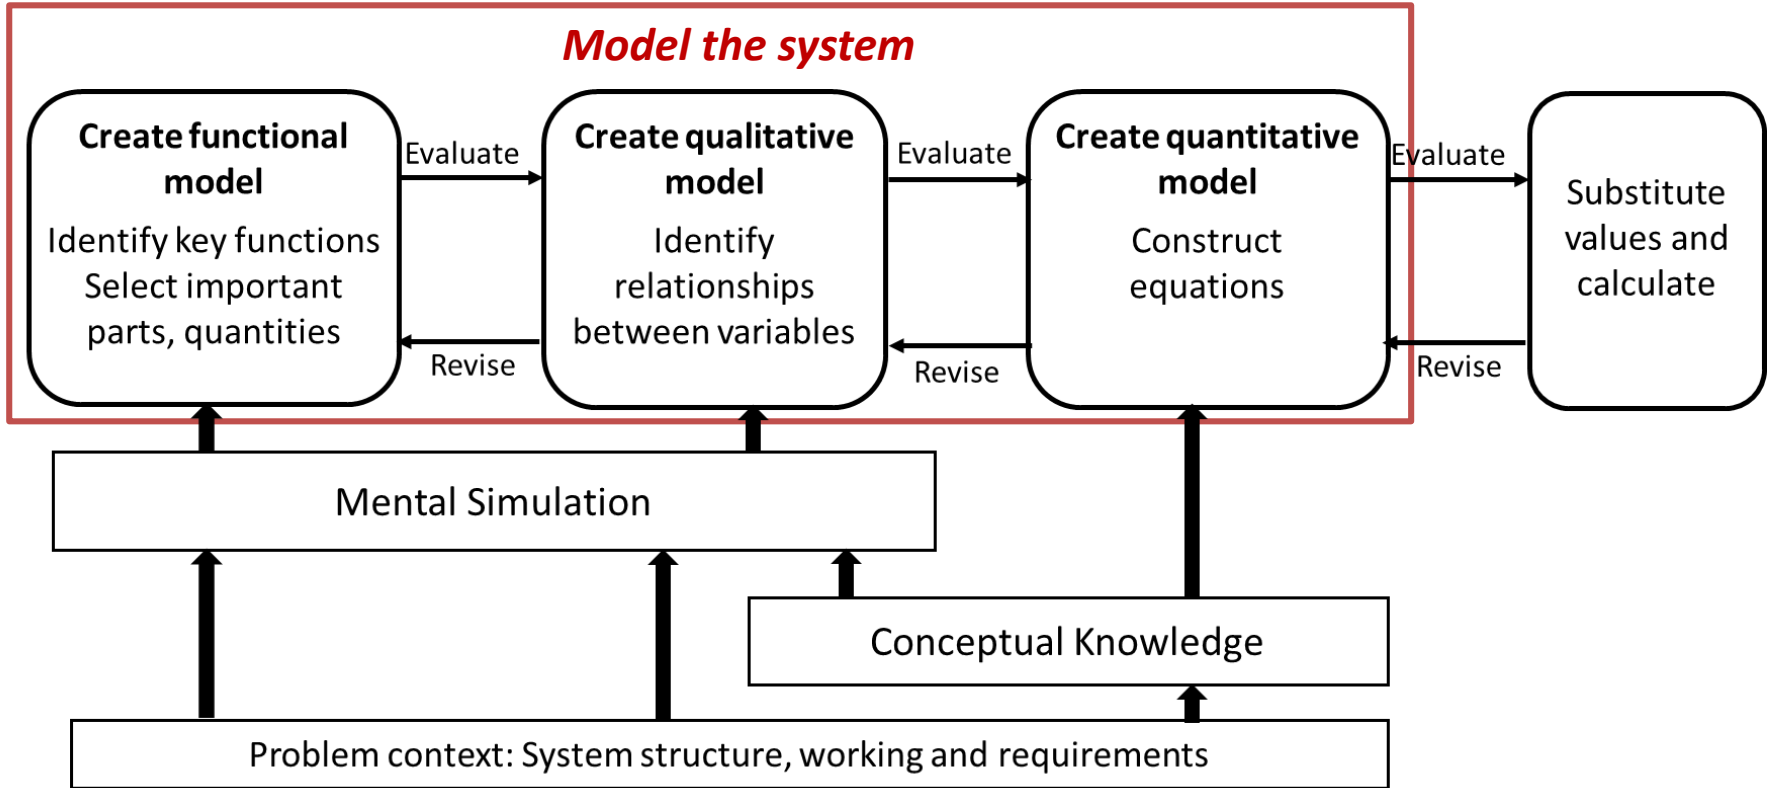 Model the system
Create functional
model
Identify key functions
Select important
parts, quantities
Evaluate
Revise
Create qualitative
model
Identify
relationships
between variables
Evaluate
Revise
Create quantitative
model
Construct
equations
Evaluate
Revise
Substitute
values and
calculate
Mental Simulation
Conceptual Knowledge
Problem context: System structure, working and requirements